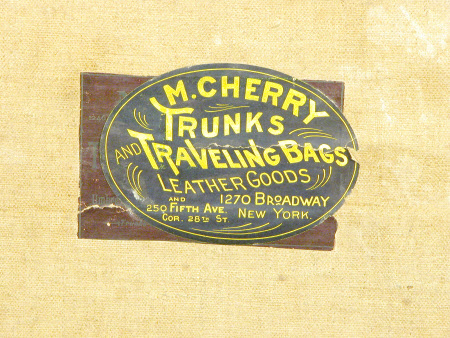 M. CHERRY
TRUNKS
AND TRAVELING BAGS
LEATHER GOODS
AND 1270 BROADWAY
250 FIFTH AVE. NEW YORK.
COR. 28TH ST.